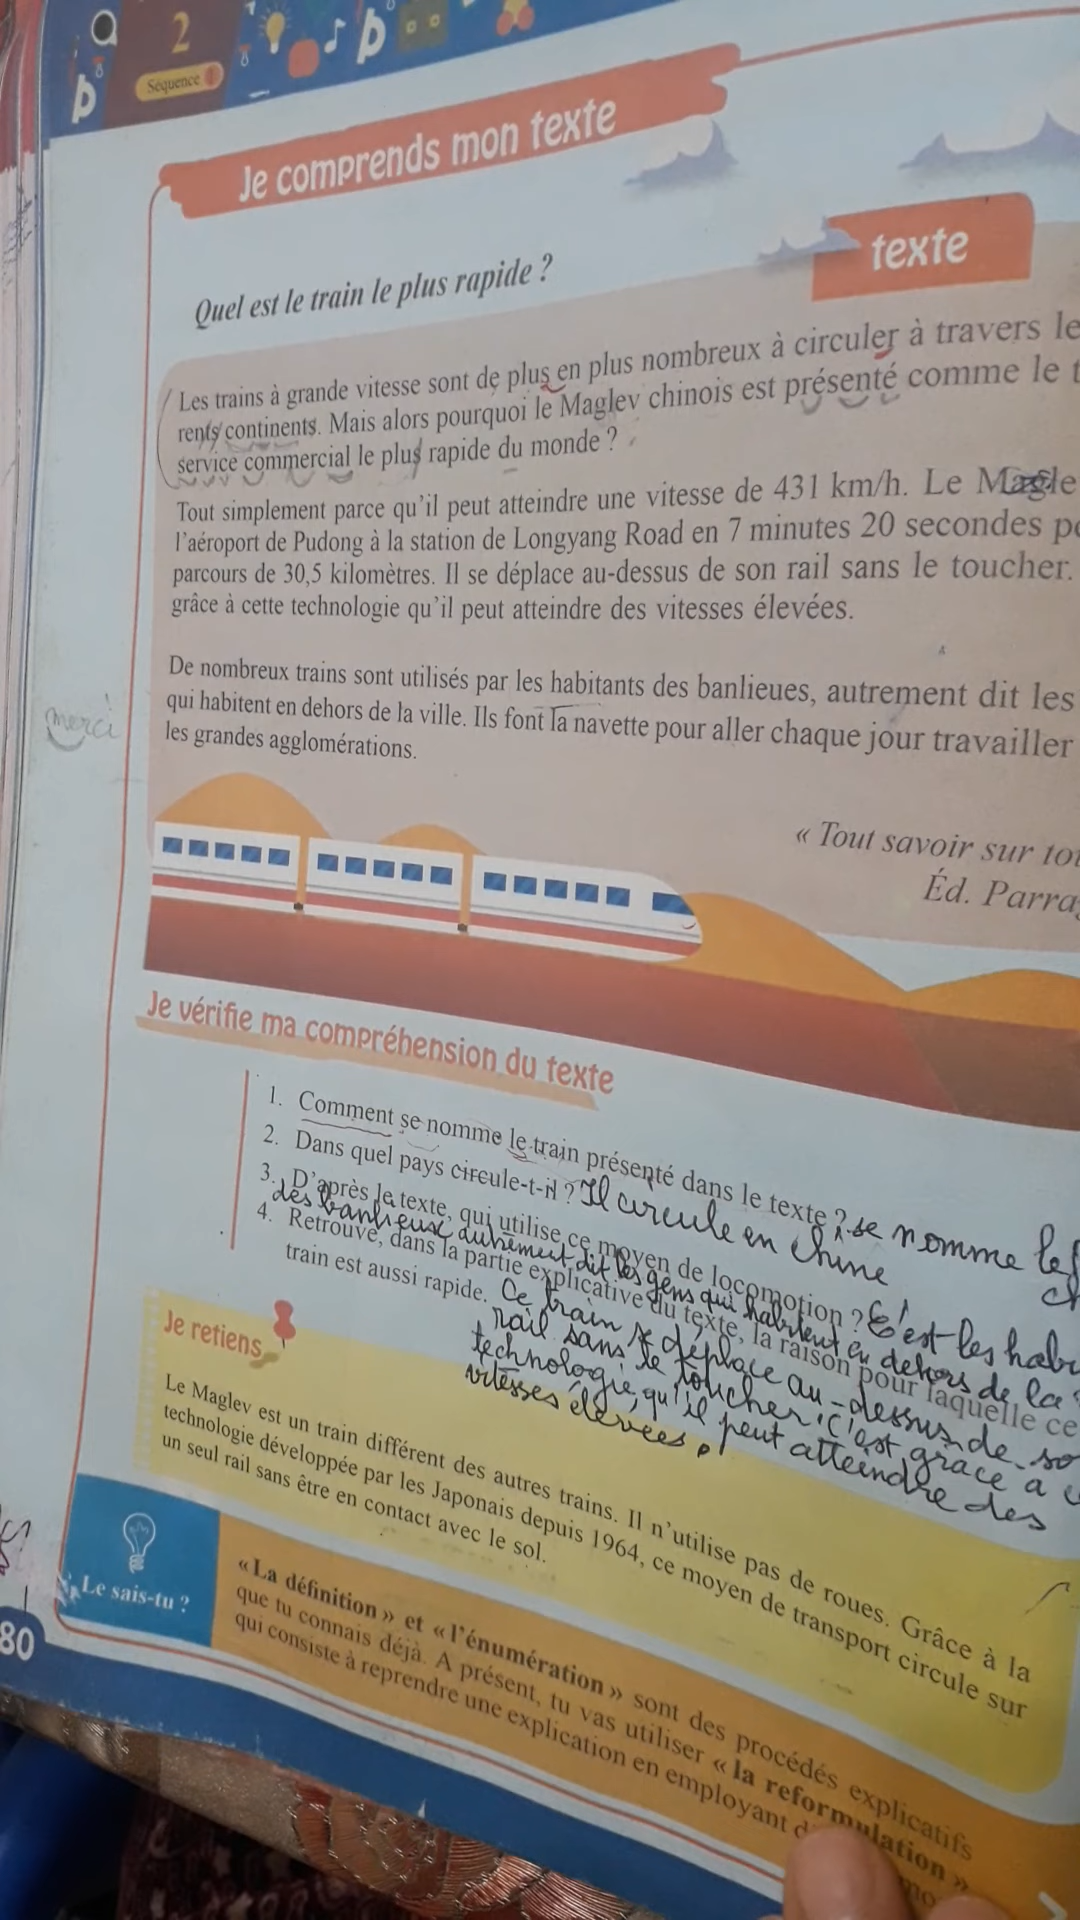 2
Séquence 1
Je comprends mon texte
texte
Quel est le train le plus rapide ?
Les trains à grande vitesse sont de plus en plus nombreux à circuler à travers le
rents continents. Mais alors pourquoi le Maglev chinois est présenté comme le t
service commercial le plus rapide du monde ?
Tout simplement parce qu'il peut atteindre une vitesse de 431 km/h. Le Magle
l'aéroport de Pudong à la station de Longyang Road en 7 minutes 20 secondes po
parcours de 30,5 kilomètres. Il se déplace au-dessus de son rail sans le toucher.
grâce à cette technologie qu'il peut atteindre des vitesses élevées.
De nombreux trains sont utilisés par les habitants des banlieues, autrement dit les
qui habitent en dehors de la ville. Ils font la navette pour aller chaque jour travailler
les grandes agglomérations.
merci
« Tout savoir sur tou
Éd. Parra
Je vérifie ma compréhension du texte
1. Comment se nomme le train présenté dans le texte ? se nomme le
ch
2. Dans quel pays circule-t-il ? Il circule en Chine
3. D'après le texte, qui utilise ce moyen de locomotion ? C'est les habi
des banlieux autrement dit les gens qui habitent en dehors de la
4. Retrouve, dans la partie explicative du texte, la raison pour laquelle ce
train est aussi rapide. Ce train se déplace au-dessus de so
rail sans le toucher. C'est grâce à c
technologie, qu'il peut atteindre des
vitesses élevées.
Je retiens
Le Maglev est un train différent des autres trains. Il n'utilise pas de roues. Grâce à la
technologie développée par les Japonais depuis 1964, ce moyen de transport circule sur
un seul rail sans être en contact avec le sol.
Le sais-tu ?
« La définition » et « l'énumération » sont des procédés explicatifs
que tu connais déjà. A présent, tu vas utiliser « la reformulation »
qui consiste à reprendre une explication en employant d mo
80